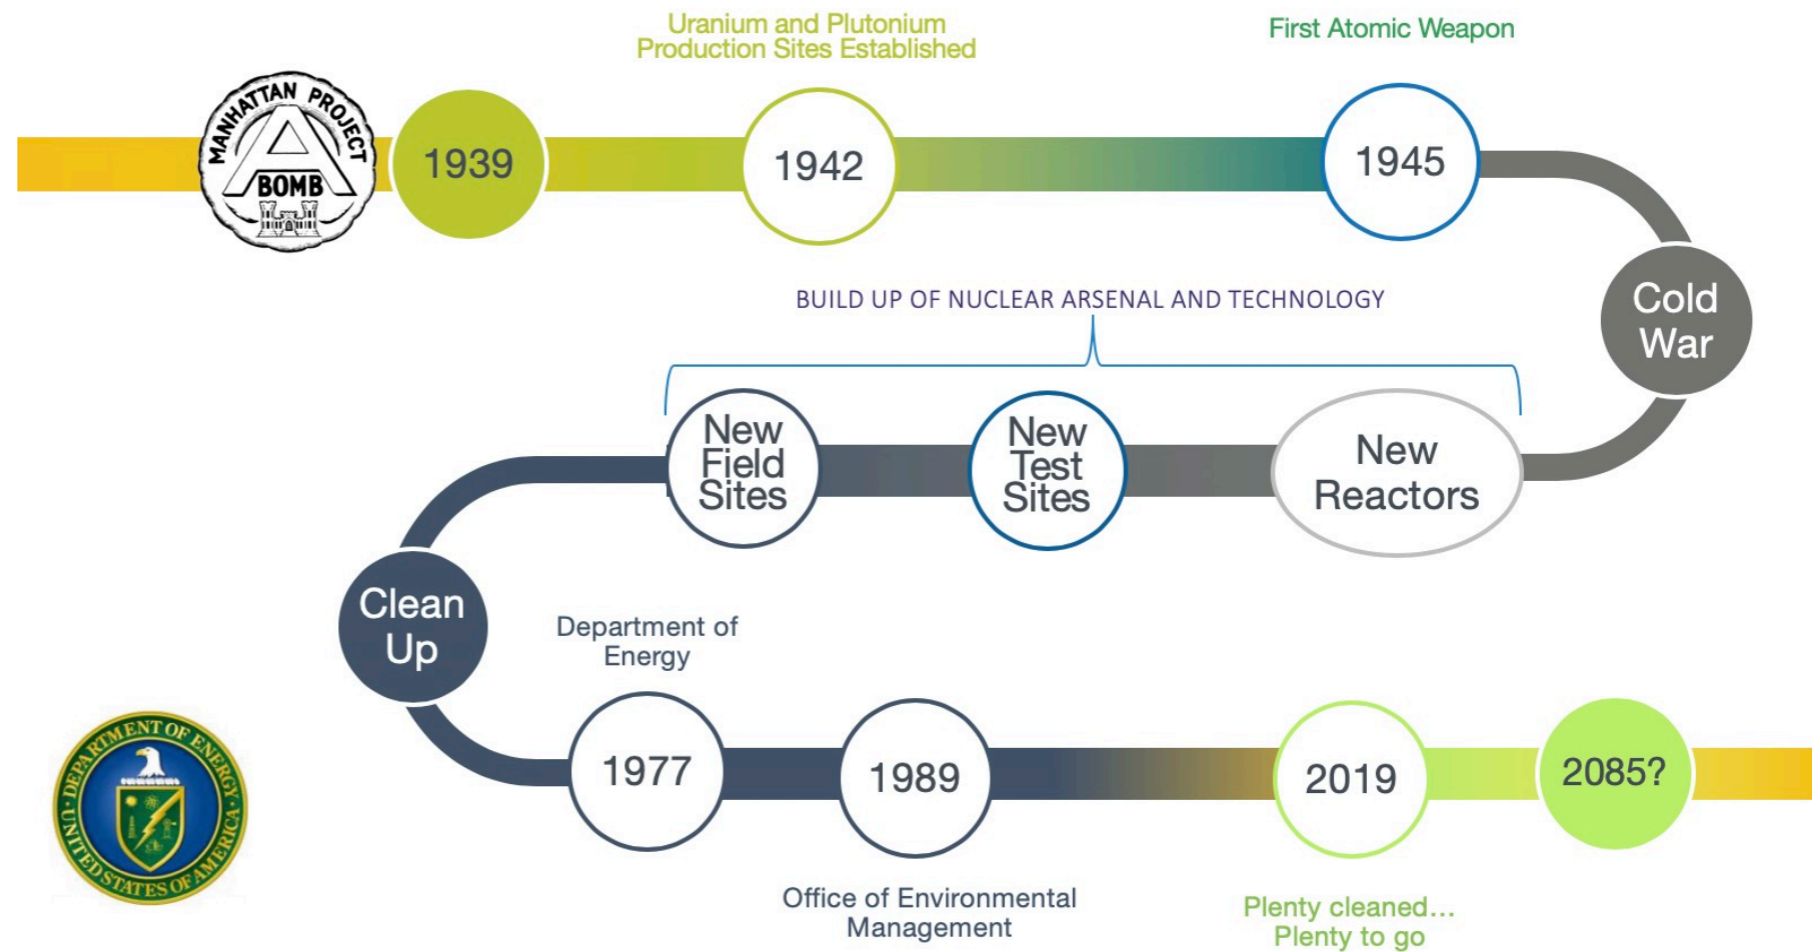 Uranium and Plutonium
Production Sites Established
First Atomic Weapon
MANHATTAN PROJECT
A
BOMB
1939
1942
1945
Cold
War
BUILD UP OF NUCLEAR ARSENAL AND TECHNOLOGY
New
Field
Sites
New
Test
Sites
New
Reactors
Clean
Up
Department of
Energy
1977
1989
2019
2085?
DEPARTMENT OF ENERGY
UNITED STATES OF AMERICA
Office of Environmental
Management
Plenty cleaned...
Plenty to go